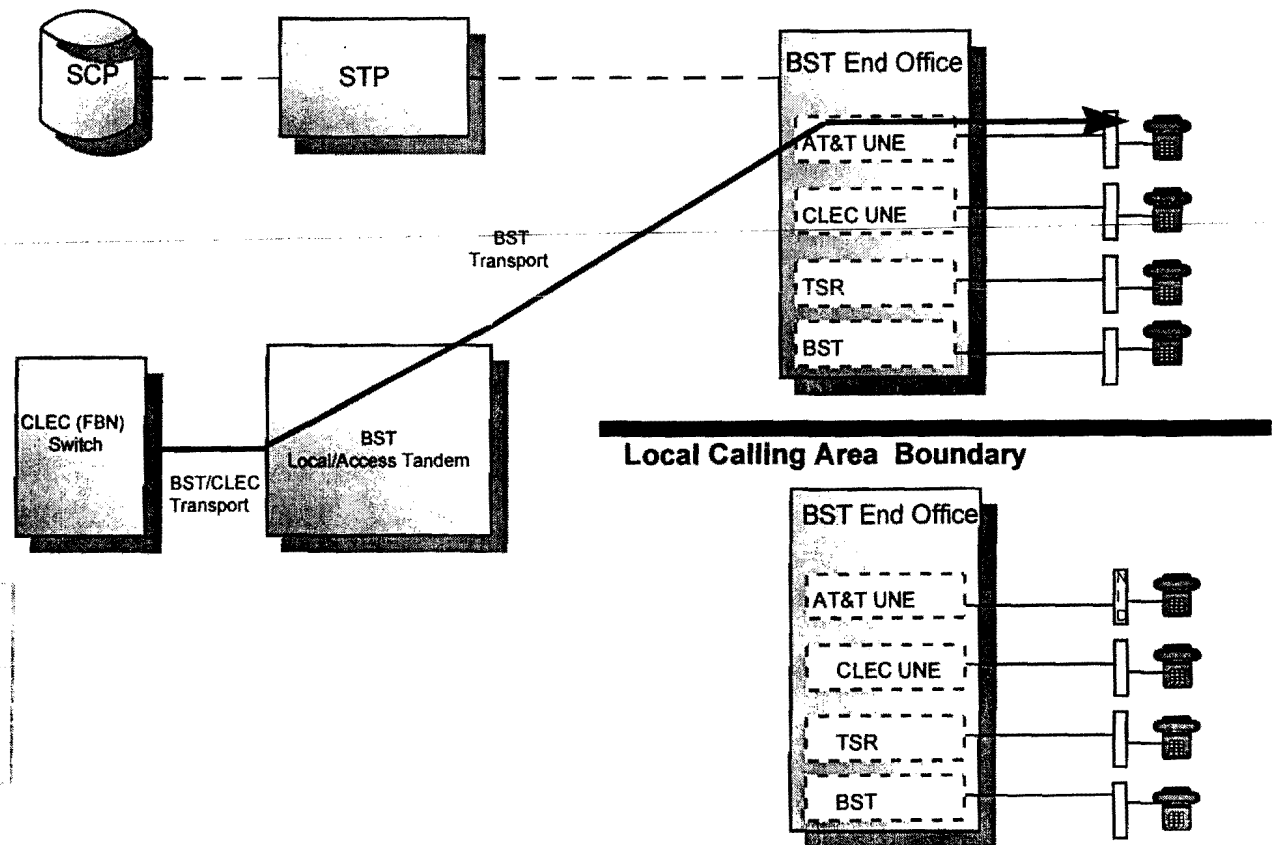 SCP
STP
BST End Office
AT&T UNE
CLEC UNE
TSR
BST
BST
Transport
CLEC (FBN)
Switch
BST/CLEC
Transport
BST
Local/Access Tandem
Local Calling Area Boundary
BST End Office
AT&T UNE
N
I
D
CLEC UNE
TSR
BST